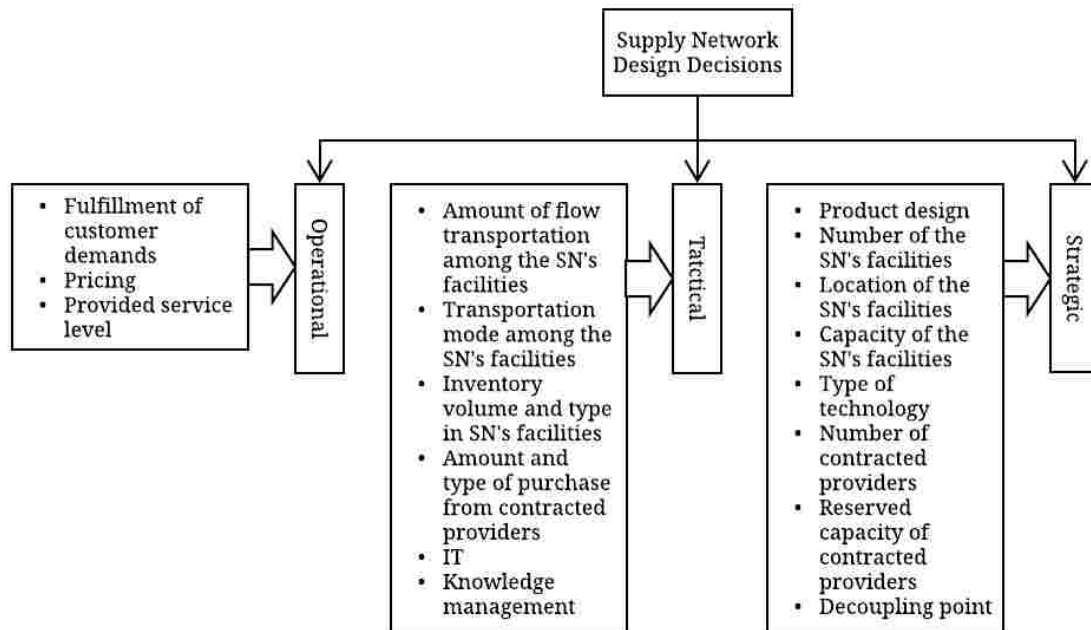 Supply Network
Design Decisions
• Fulfillment of
customer
demands
• Pricing
• Provided service
level
Operational
• Amount of flow
transportation
among the SN's
facilities
• Transportation
mode among the
SN's facilities
• Inventory
volume and type
in SN's facilities
• Amount and
type of purchase
from contracted
providers
• IT
• Knowledge
management
Tatctical
• Product design
• Number of the
SN's facilities
• Location of the
SN's facilities
• Capacity of the
SN's facilities
• Type of
technology
• Number of
contracted
providers
• Reserved
capacity of
contracted
providers
• Decoupling point
Strategic